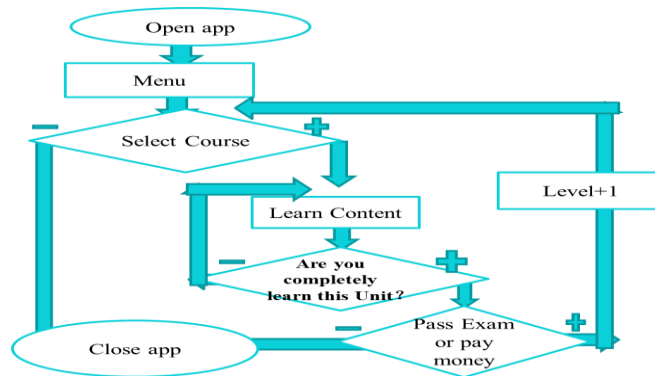 Open app
Menu
Select Course
Level+1
Learn Content
Are you
completely
learn this Unit?
Pass Exam
or pay
money
Close app